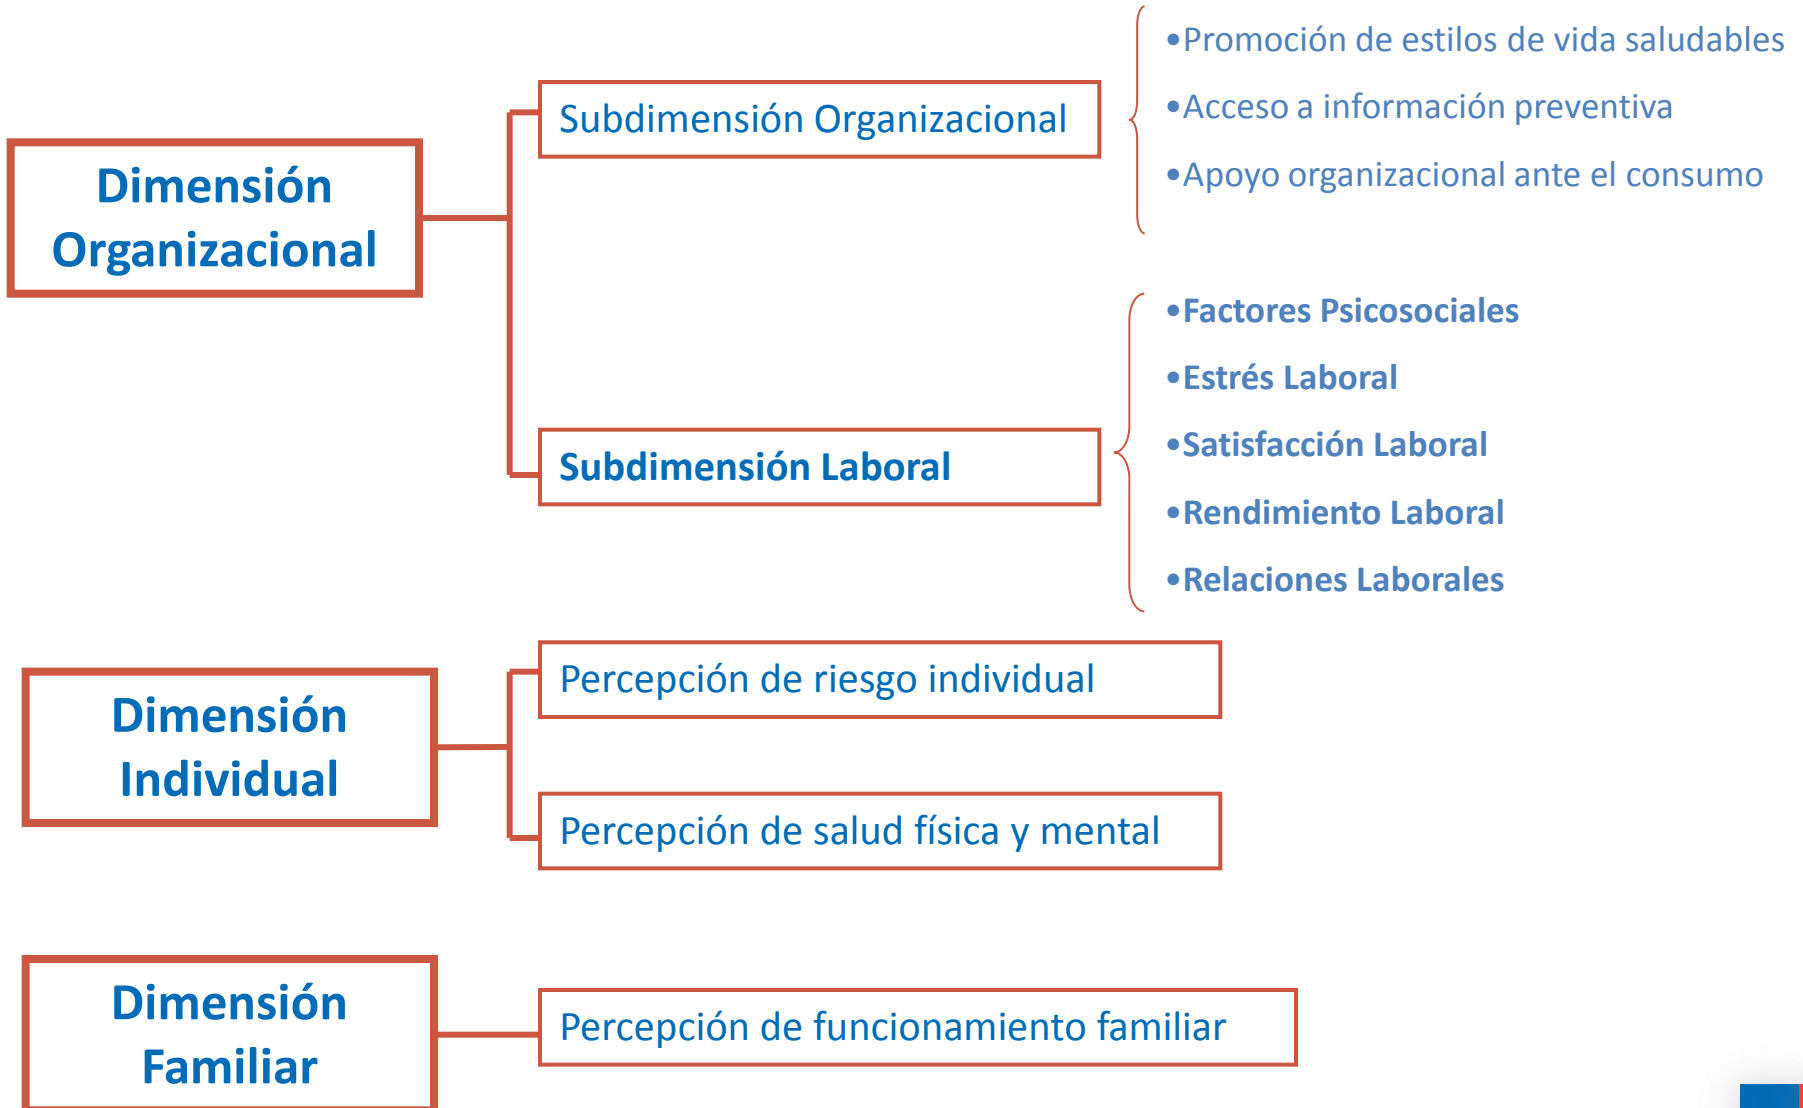 Dimensión
Organizacional
Subdimensión Organizacional
•Promoción de estilos de vida saludables
•Acceso a información preventiva
•Apoyo organizacional ante el consumo
Subdimensión Laboral
•Factores Psicosociales
•Estrés Laboral
•Satisfacción Laboral
•Rendimiento Laboral
•Relaciones Laborales
Dimensión
Individual
Percepción de riesgo individual
Percepción de salud física y mental
Dimensión
Familiar
Percepción de funcionamiento familiar